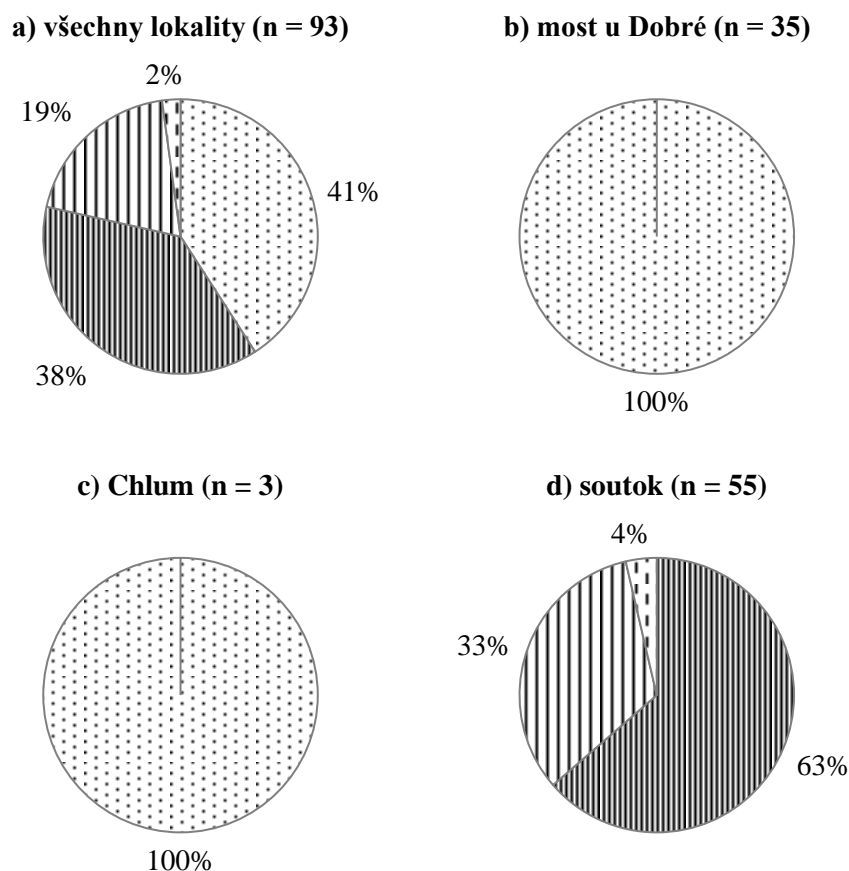 a) všechny lokality (n = 93)
b) most u Dobré (n = 35)
2%
19%
41%
38%
100%
c) Chlum (n = 3)
d) soutok (n = 55)
100%
4%
33%
63%